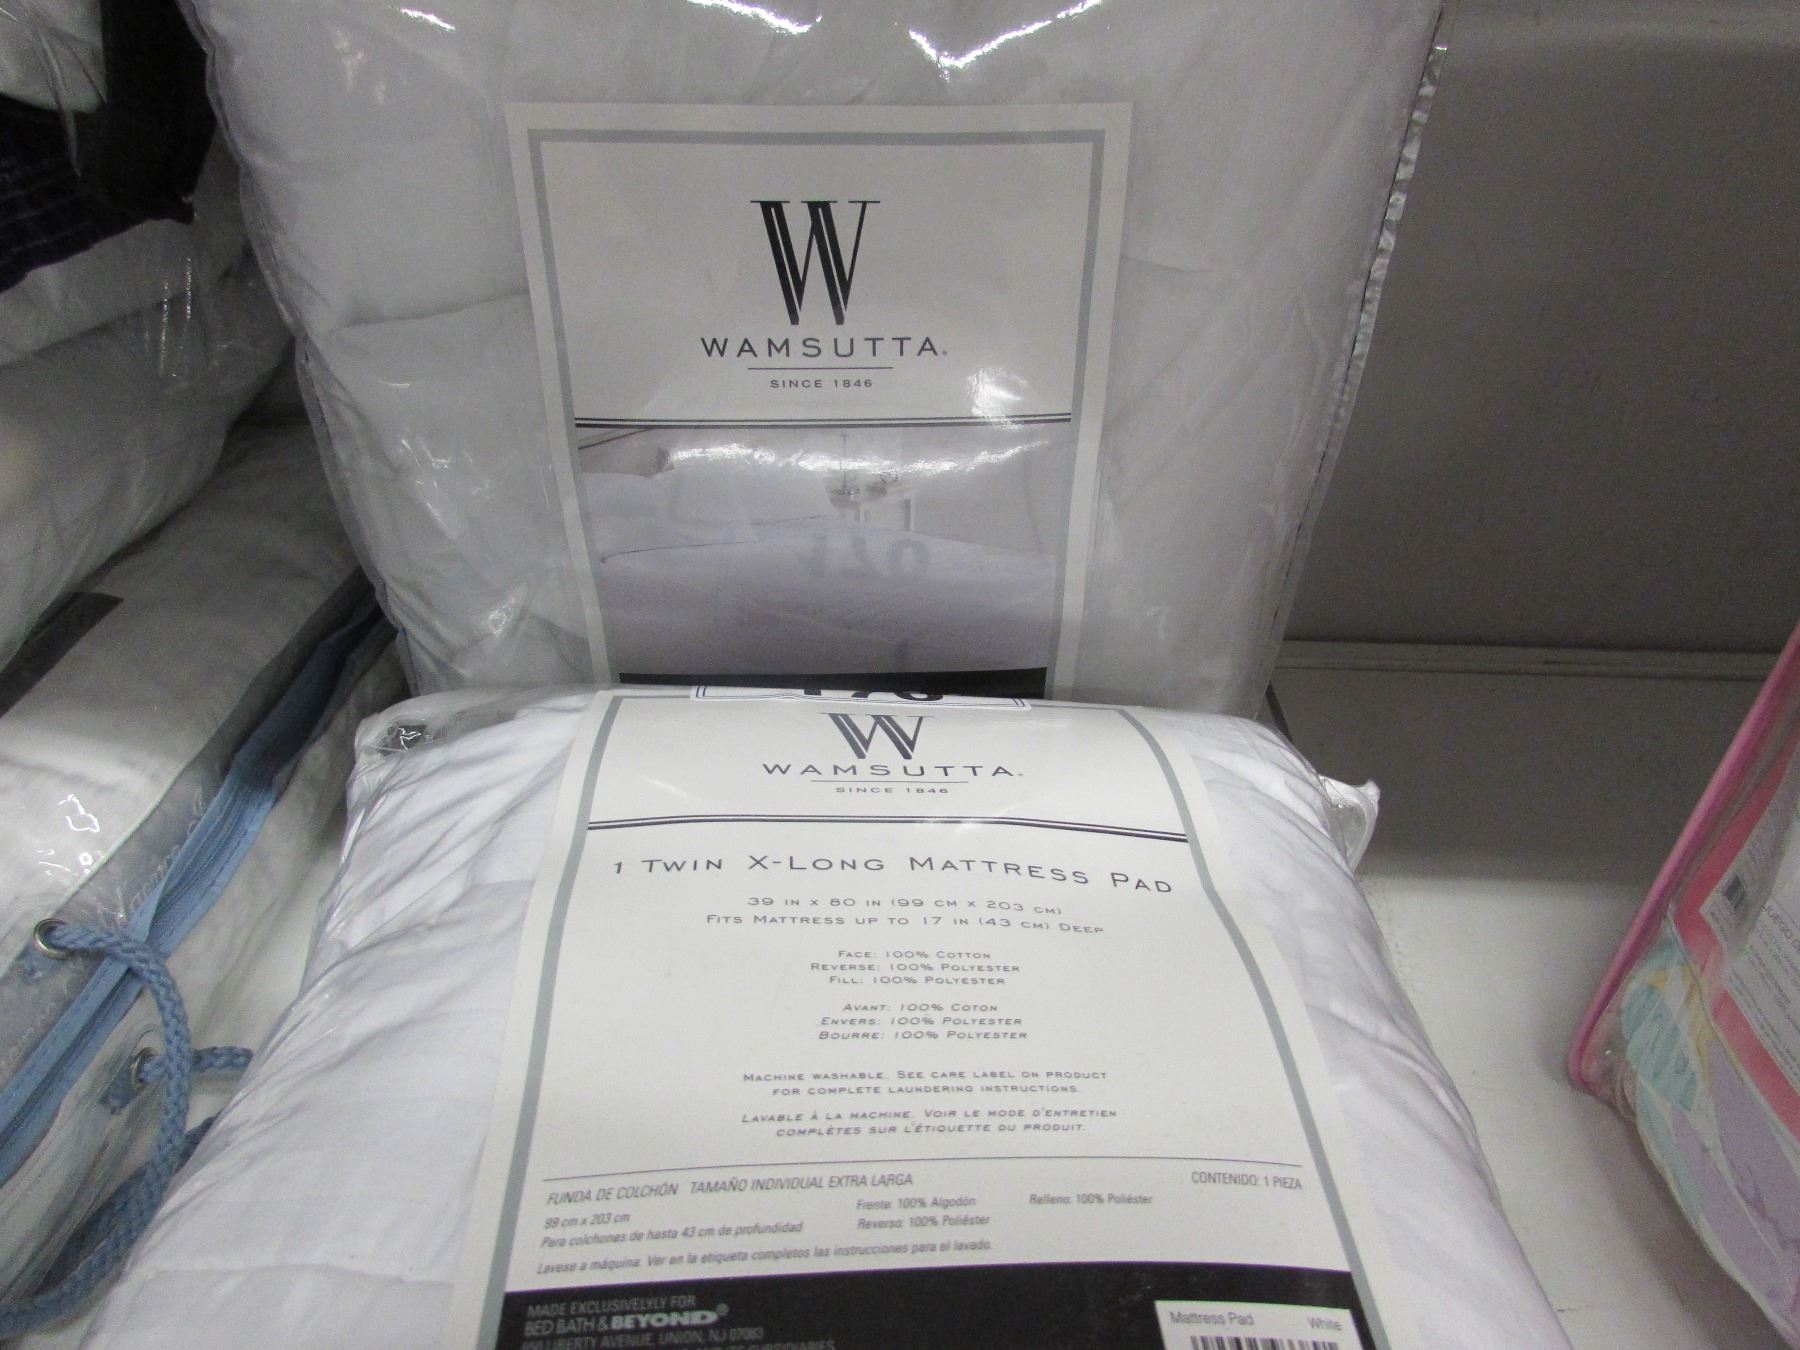 W
WAMSUTTA®
SINCE 1846
W
WAMSUTTA®
SINCE 1846
1 TWIN X-LONG MATTRESS PAD
39 IN X 80 IN (99 CM X 203 CM)
FITS MATTRESS UP TO 17 IN (43 CM) DEEP
FACE: 100% COTTON
REVERSE: 100% POLYESTER
FILL: 100% POLYESTER
AVANT: 100% COTON
ENVERS: 100% POLYESTER
BOURRE: 100% POLYESTER
MACHINE WASHABLE. SEE CARE LABEL ON PRODUCT
FOR COMPLETE LAUNDERING INSTRUCTIONS.
LAVABLE À LA MACHINE. VOIR LE MODE D'ENTRETIEN
COMPLÈTES SUR L'ÉTIQUETTE DU PRODUIT.
FUNDA DE COLCHÓN TAMAÑO INDIVIDUAL EXTRA LARGA CONTENIDO: 1 PIEZA
99 cm x 203 cm Frente: 100% Algodón Relleno: 100% Poliéster
Para colchones de hasta 43 cm de profundidad Reverso: 100% Poliéster
Lavese a máquina. Ver en la etiqueta completos las instrucciones para el lavado.
MADE EXCLUSIVELYLY FOR
BED BATH & BEYOND®
650 LIBERTY AVENUE, UNION, NJ 07083
Mattress Pad White